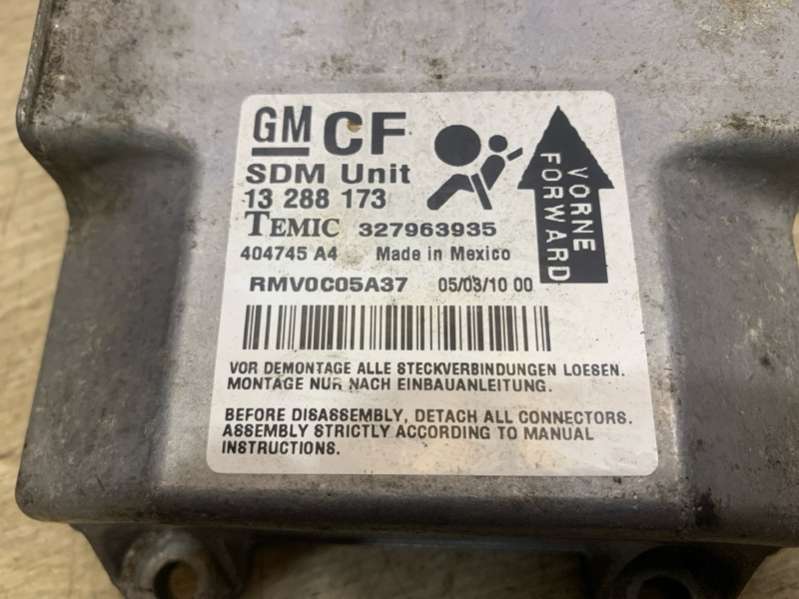 GM CF
SDM Unit
13 288 173
TEMIC 327963935
404745 A4 Made in Mexico
RMV0C05A37 05/03/10 00
VORNE
FORWARD
VOR DEMONTAGE ALLE STECKVERBINDUNGEN LOESEN.
MONTAGE NUR NACH EINBAUANLEITUNG.
BEFORE DISASSEMBLY, DETACH ALL CONNECTORS.
ASSEMBLY STRICTLY ACCORDING TO MANUAL
INSTRUCTIONS.